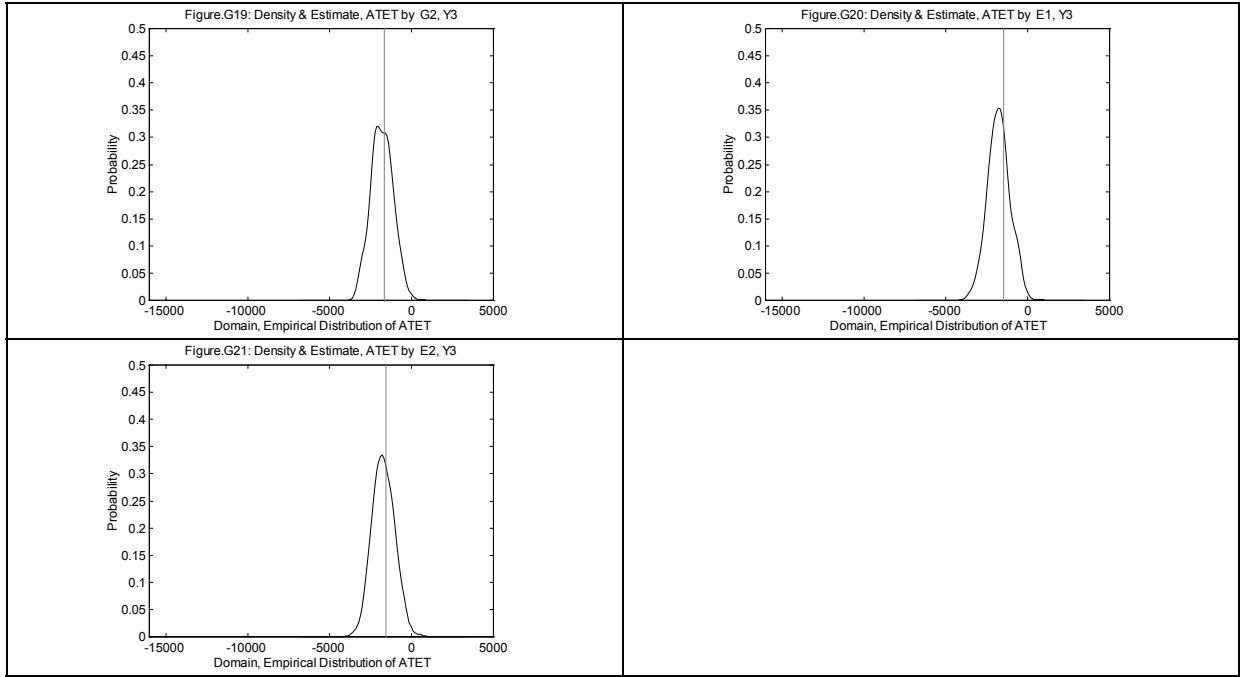 Figure.G19: Density & Estimate, ATET by G2, Y3
0.5
0.45
0.4
0.35
0.3
0.25
0.2
0.15
0.1
0.05
0
Probability
-15000 -10000 -5000 0 5000
Domain, Empirical Distribution of ATET
Figure.G20: Density & Estimate, ATET by E1, Y3
0.5
0.45
0.4
0.35
0.3
0.25
0.2
0.15
0.1
0.05
0
Probability
-15000 -10000 -5000 0 5000
Domain, Empirical Distribution of ATET
Figure.G21: Density & Estimate, ATET by E2, Y3
0.5
0.45
0.4
0.35
0.3
0.25
0.2
0.15
0.1
0.05
0
Probability
-15000 -10000 -5000 0 5000
Domain, Empirical Distribution of ATET